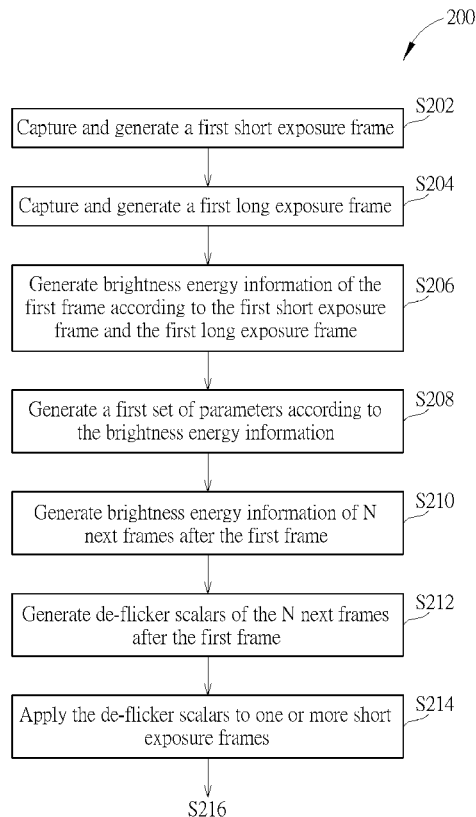 200
S202
Capture and generate a first short exposure frame
S204
Capture and generate a first long exposure frame
S206
Generate brightness energy information of the
first frame according to the first short exposure
frame and the first long exposure frame
S208
Generate a first set of parameters according to
the brightness energy information
S210
Generate brightness energy information of N
next frames after the first frame
S212
Generate de-flicker scalars of the N next frames
after the first frame
S214
Apply the de-flicker scalars to one or more short
exposure frames
S216